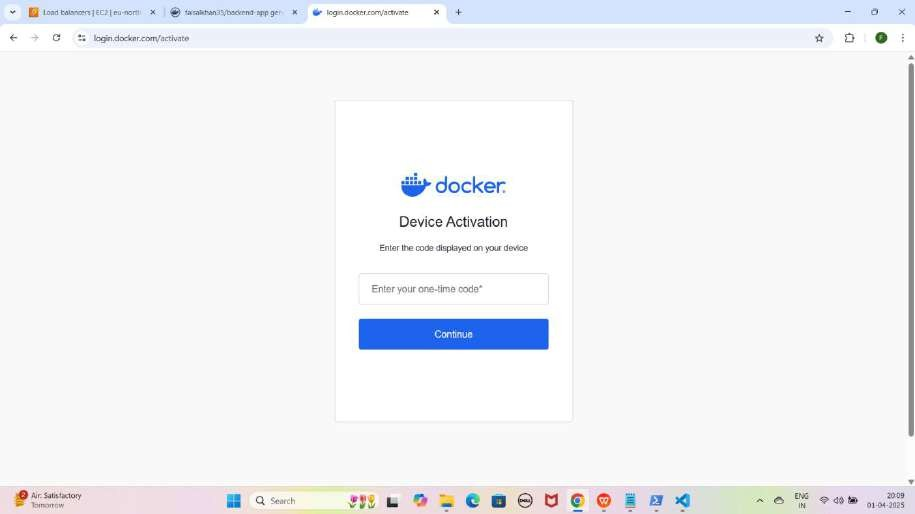 Load balancers | EC2 | eu-north
faisalkhan35/backend-app gen
login.docker.com/activate
login.docker.com/activate
F
docker
Device Activation
Enter the code displayed on your device
Enter your one-time code*
Continue
2
Air: Satisfactory
Tomorrow
Search
DELL
ENG
IN
20:09
01-04-2025